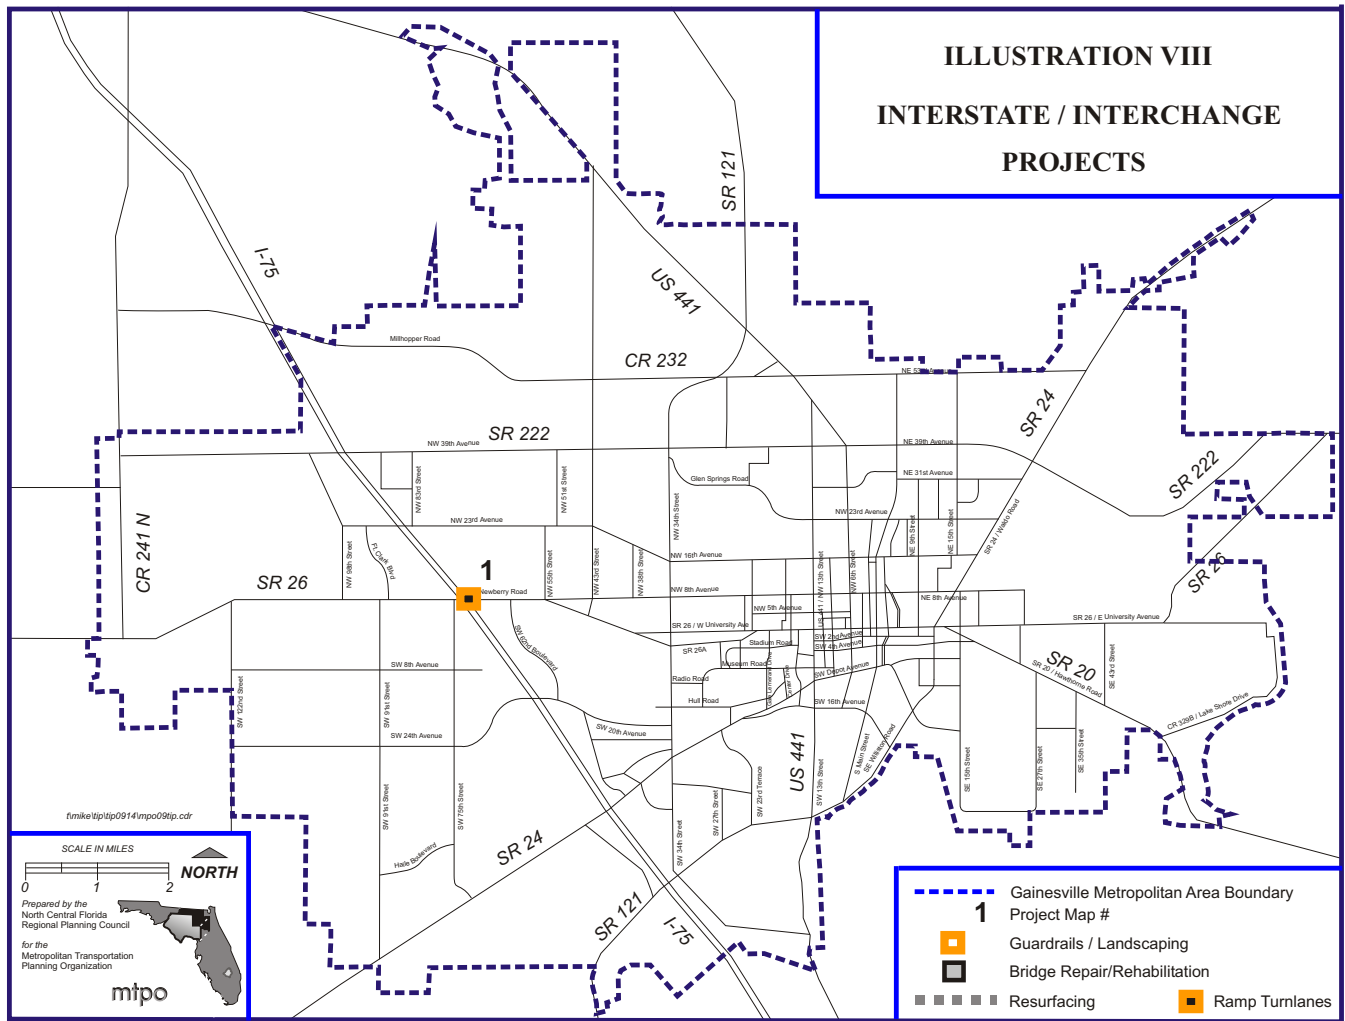 ILLUSTRATION VIII
INTERSTATE / INTERCHANGE
PROJECTS
I-75
SR 121
US 441
Millhopper Road
CR 232
NE 53rd Avenue
SR 24
SR 222
NW 39th Avenue
NE 39th Avenue
SR 222
NW 83rd Street
NW 51st Street
Glen Springs Road
NE 31st Avenue
NW 34th Street
NW 23rd Avenue
NW 23rd Avenue
NE 9th Street
NE 15th Street
SR 24 / Waldo Road
CR 241 N
NW 98th Street
Ft. Clark Blvd
SR 26
1
Newberry Road
NW 55th Street
NW 43rd Street
NW 38th Street
NW 16th Avenue
NW 8th Avenue
NW 5th Avenue
US 441 / NW 13th Street
NW 6th Street
NE 8th Avenue
SR 26
SR 26 / W University Ave
SR 26 / E University Avenue
SR 26A
Stadium Road
SW 2nd Avenue
SW 4th Avenue
Museum Road
Radio Road
SW Depot Avenue
Hull Road
Center Drive
SW 16th Avenue
SW 62nd Boulevard
SW 8th Avenue
SW 122nd Street
SW 91st Street
SW 24th Avenue
SW 20th Avenue
SR 20
SR 20 / Hawthorne Road
SE 43rd Street
CR 329B / Lake Shore Drive
US 441
S Main Street
SE Williston Road
SW 13th Street
SW 23rd Terrace
SW 27th Street
SW 34th Street
SE 15th Street
SE 27th Street
SE 35th Street
SW 91st Street
SW 75th Street
Haile Boulevard
SR 24
SR 121
I-75
t\mike\tip\tip0914\mpo09tip.cdr
SCALE IN MILES
0 1 2
NORTH
Prepared by the
North Central Florida
Regional Planning Council
for the
Metropolitan Transportation
Planning Organization
mtpo
Gainesville Metropolitan Area Boundary
1 Project Map #
Guardrails / Landscaping
Bridge Repair/Rehabilitation
Resurfacing
Ramp Turnlanes